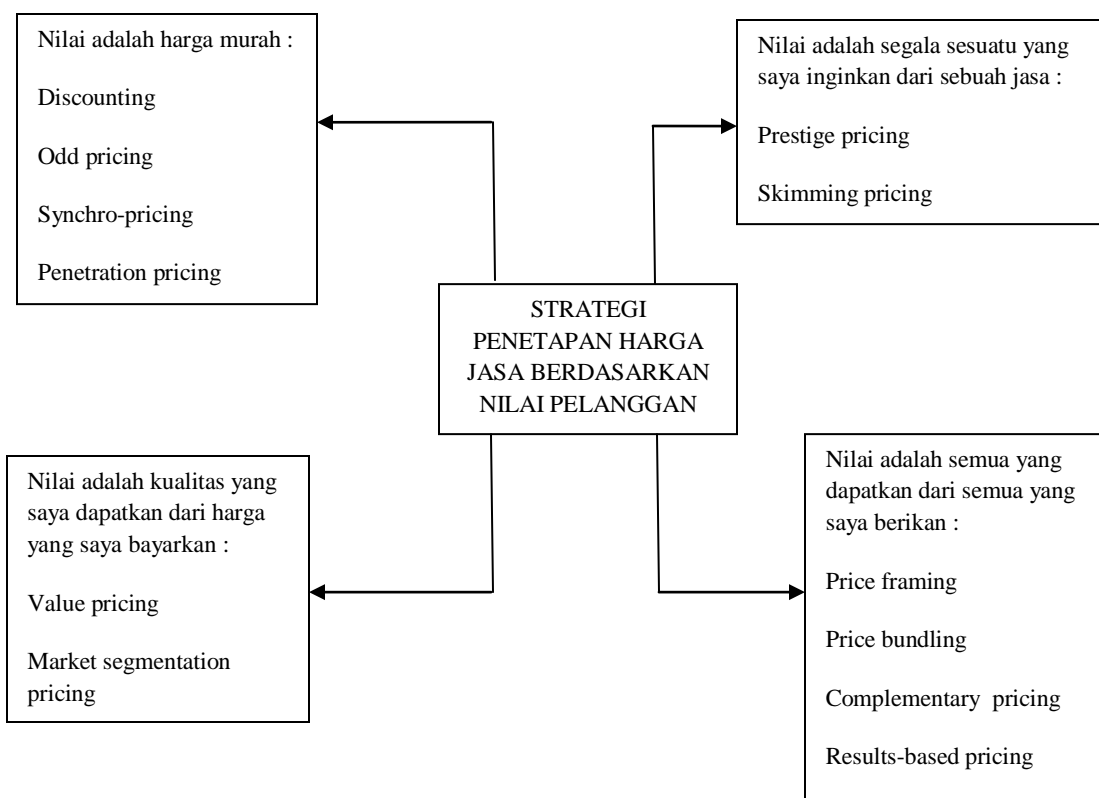 Nilai adalah harga murah :
Discounting
Odd pricing
Synchro-pricing
Penetration pricing
Nilai adalah segala sesuatu yang
saya inginkan dari sebuah jasa :
Prestige pricing
Skimming pricing
STRATEGI
PENETAPAN HARGA
JASA BERDASARKAN
NILAI PELANGGAN
Nilai adalah kualitas yang
saya dapatkan dari harga
yang saya bayarkan :
Value pricing
Market segmentation
pricing
Nilai adalah semua yang
dapatkan dari semua yang
saya berikan :
Price framing
Price bundling
Complementary pricing
Results-based pricing